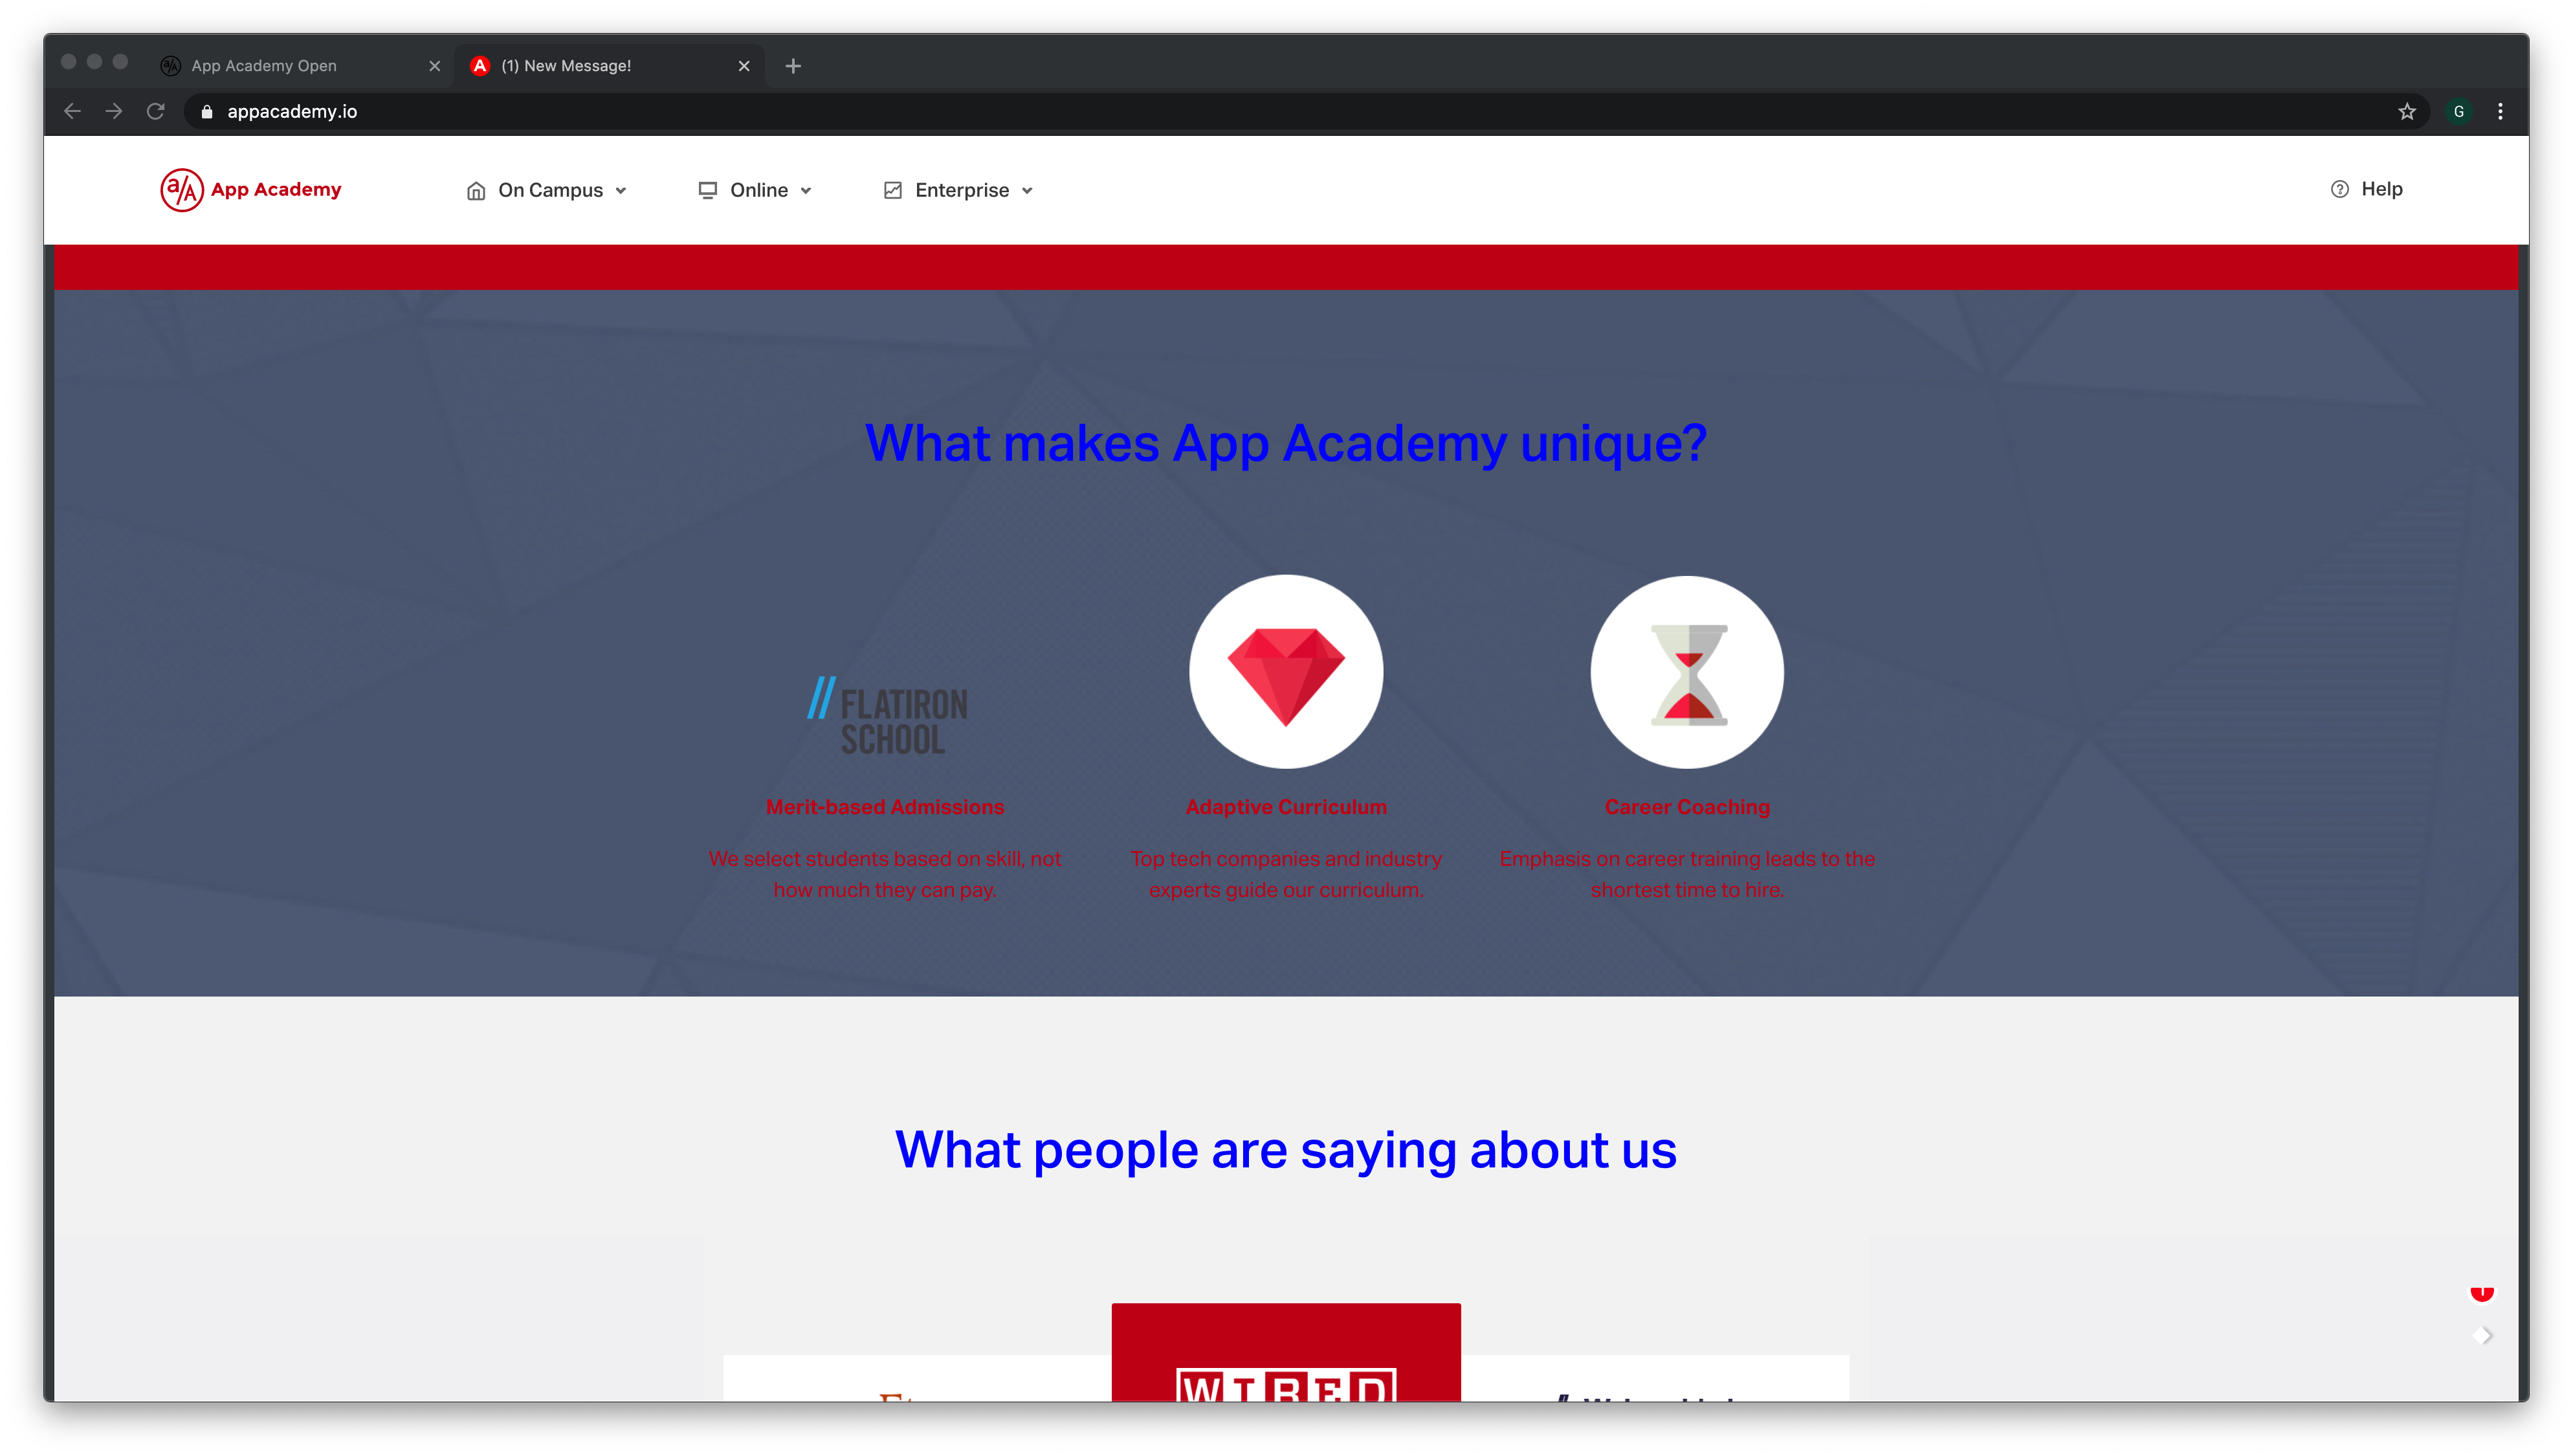 App Academy Open
(1) New Message!
appacademy.io
G
a/A App Academy
On Campus
Online
Enterprise
Help
What makes App Academy unique?
// FLATIRON
SCHOOL
Merit-based Admissions
We select students based on skill, not
how much they can pay.
Adaptive Curriculum
Top tech companies and industry
experts guide our curriculum.
Career Coaching
Emphasis on career training leads to the
shortest time to hire.
What people are saying about us
WIRED